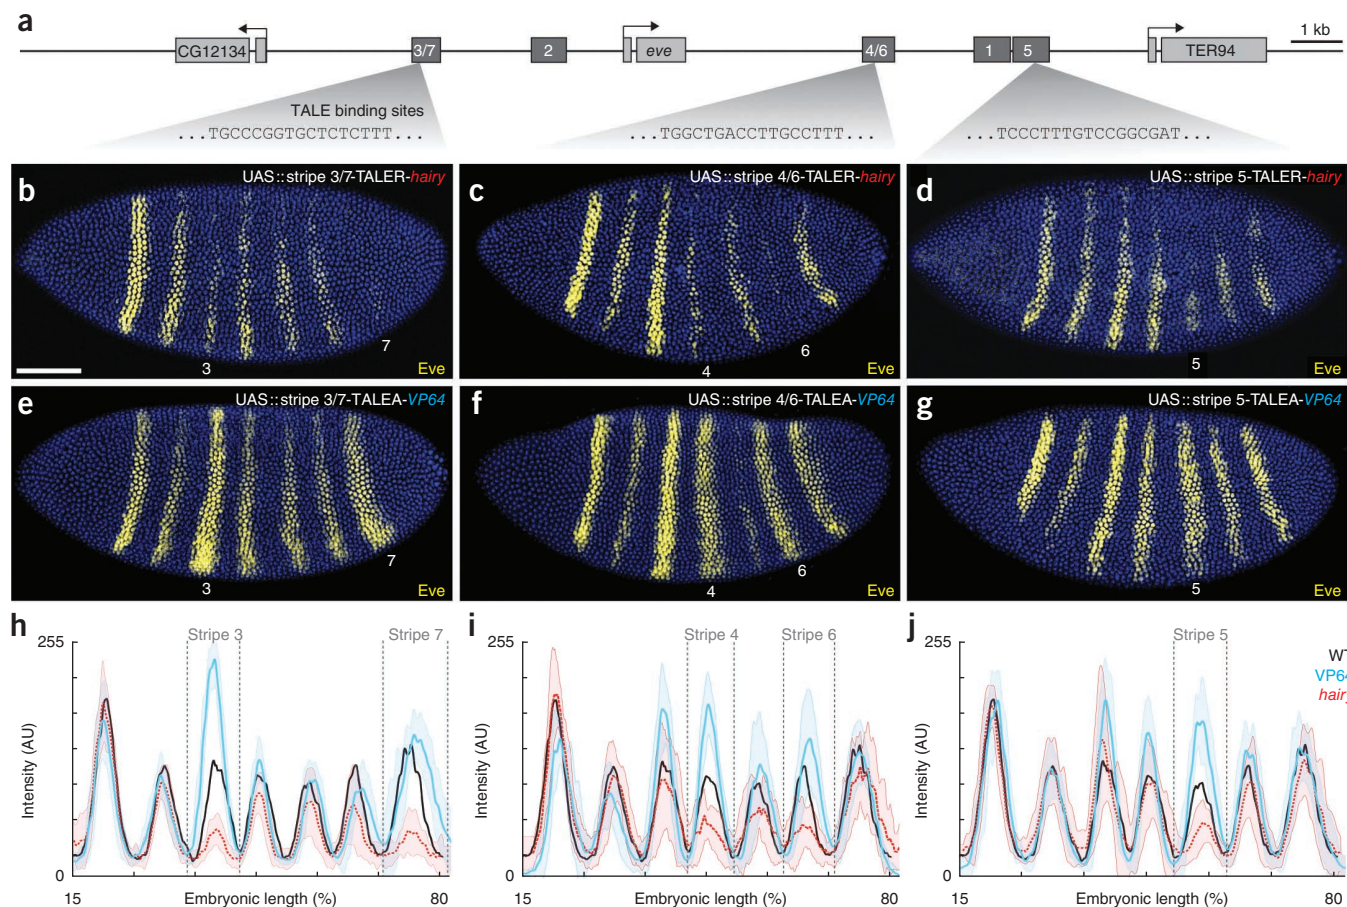 a
CG12134 3/7 2 eve 4/6 1 5 TER94 1 kb
TALE binding sites
...TGCCCGGTGCTCTCTTT... ...TGGCTGACCTTGCCTTT... ...TCCCTTTGTCCGGCGAT...
b UAS::stripe 3/7-TALER-hairy
3 7 Eve
c UAS::stripe 4/6-TALER-hairy
4 6 Eve
d UAS::stripe 5-TALER-hairy
5 Eve
e UAS::stripe 3/7-TALEA-VP64
3 7 Eve
f UAS::stripe 4/6-TALEA-VP64
4 6 Eve
g UAS::stripe 5-TALEA-VP64
5 Eve
h
255 Stripe 3 Stripe 7
Intensity (AU)
0
15 Embryonic length (%) 80
i
255 Stripe 4 Stripe 6
Intensity (AU)
0
15 Embryonic length (%) 80
j
255 Stripe 5
WT
VP64
hairy
Intensity (AU)
0
15 Embryonic length (%) 80